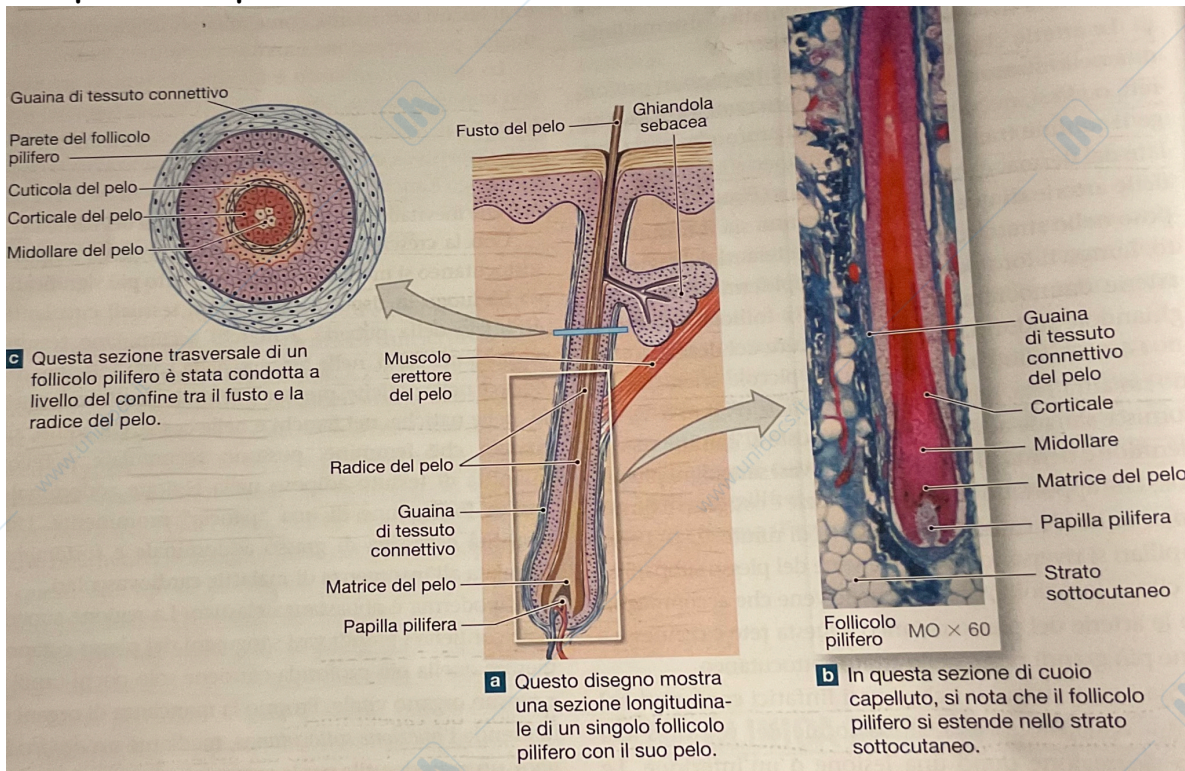 Guaina di tessuto connettivo
Parete del follicolo
pilifero
Cuticola del pelo
Corticale del pelo
Midollare del pelo
c Questa sezione trasversale di un
follicolo pilifero è stata condotta a
livello del confine tra il fusto e la
radice del pelo.
Fusto del pelo
Ghiandola
sebacea
Muscolo
erettore
del pelo
Radice del pelo
Guaina
di tessuto
connettivo
Matrice del pelo
Papilla pilifera
a Questo disegno mostra
una sezione longitudina-
le di un singolo follicolo
pilifero con il suo pelo.
Guaina
di tessuto
connettivo
del pelo
Corticale
Midollare
Matrice del pelo
Papilla pilifera
Strato
sottocutaneo
Follicolo
pilifero
MO × 60
b In questa sezione di cuoio
capelluto, si nota che il follicolo
pilifero si estende nello strato
sottocutaneo.